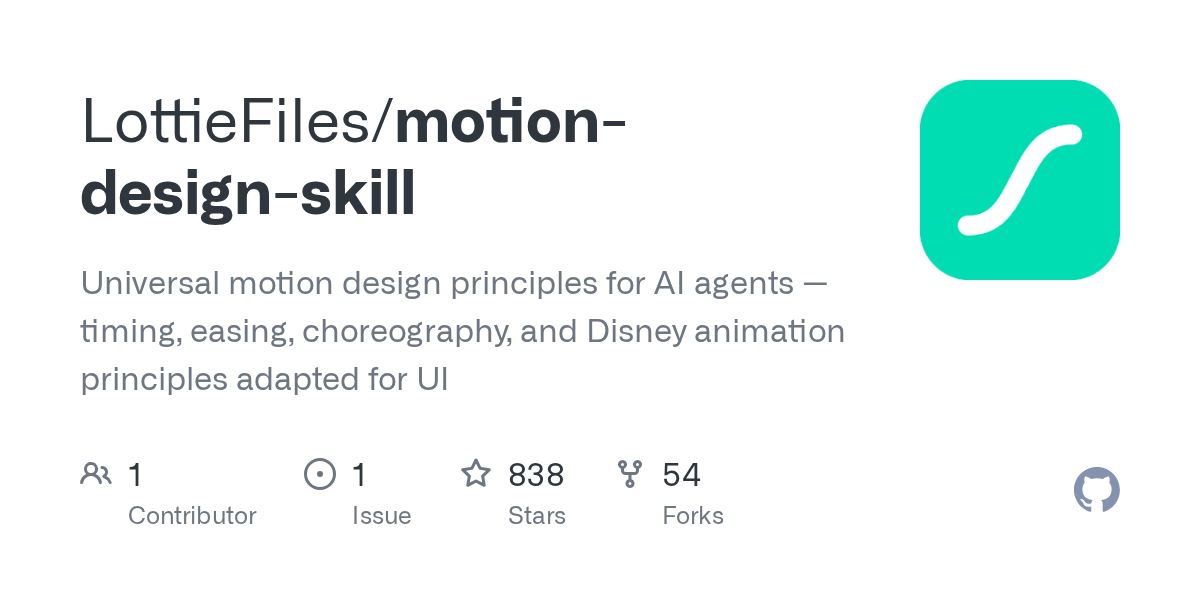 LottieFiles/motion-
design-skill
Universal motion design principles for AI agents —
timing, easing, choreography, and Disney animation
principles adapted for UI
1
Contributor
1
Issue
838
Stars
54
Forks